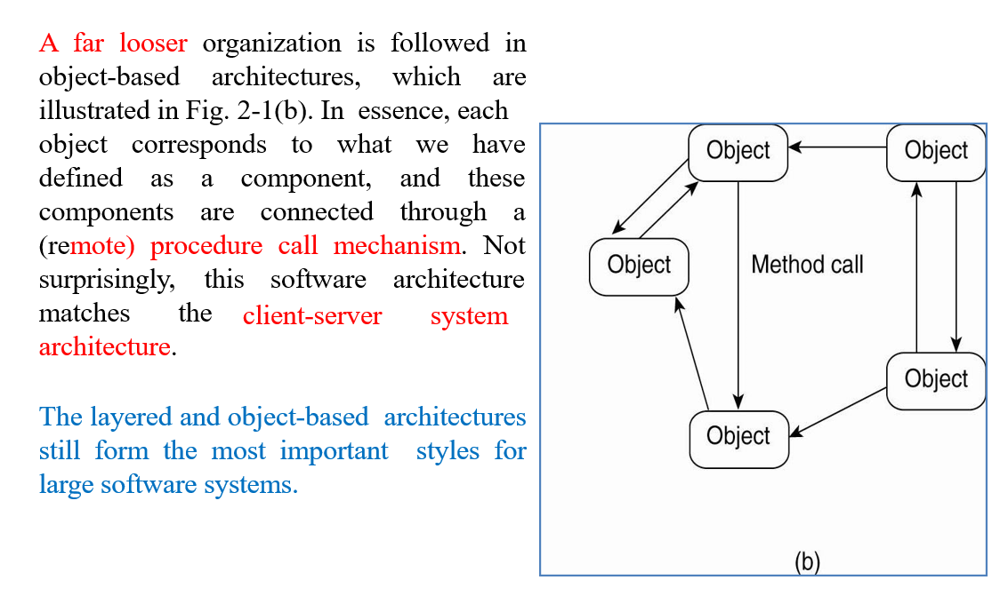 A far looser organization is followed in
object-based architectures, which are
illustrated in Fig. 2-1(b). In essence, each
object corresponds to what we have
defined as a component, and these
components are connected through a
(remote) procedure call mechanism. Not
surprisingly, this software architecture
matches the client-server system
architecture.
The layered and object-based architectures
still form the most important styles for
large software systems.
Object
Object
Object
Method call
Object
Object
(b)